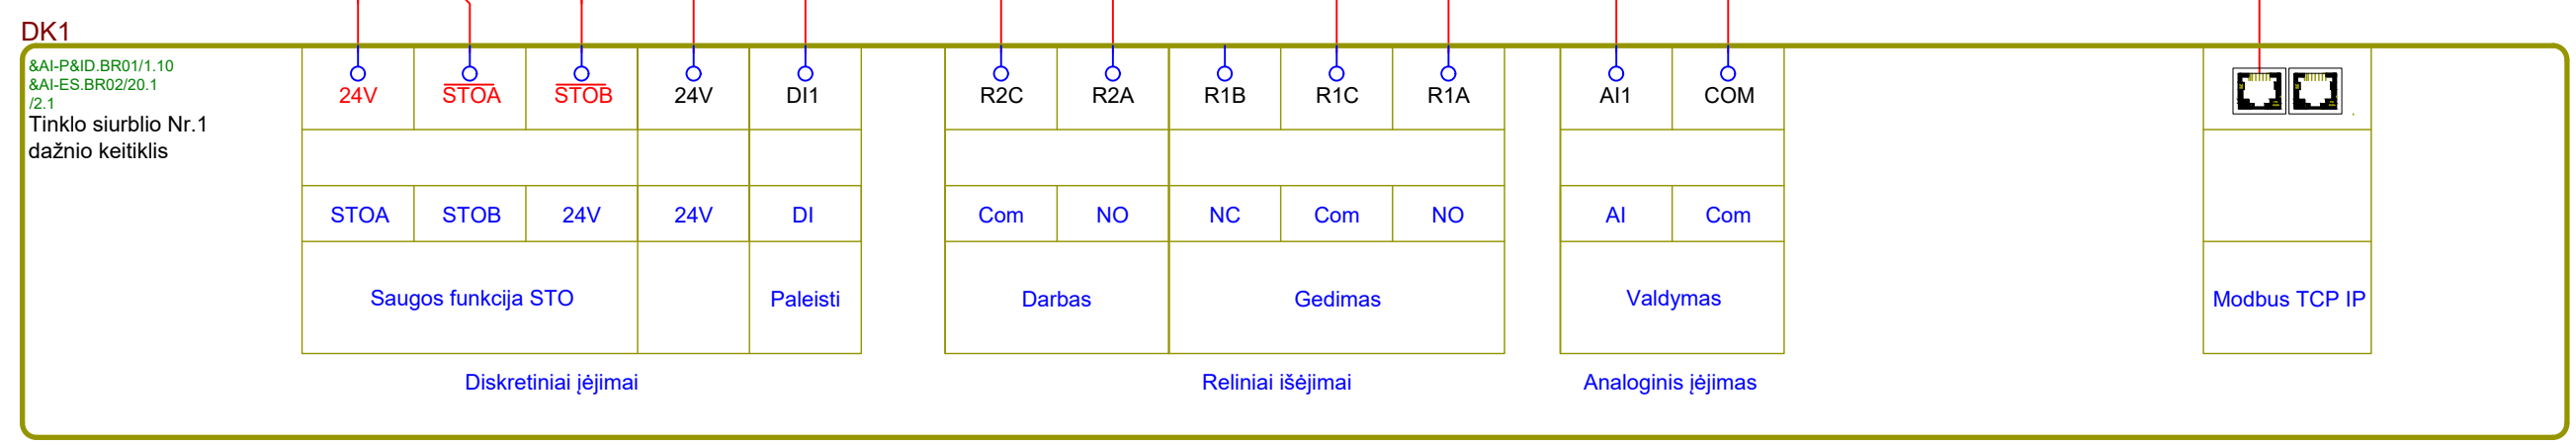 DK1
&AI-P&ID.BR01/1.10
&AI-ES.BR02/20.1
/2.1
Tinklo siurblio Nr.1
dažnio keitiklis
24V STOA STOB 24V DI1 R2C R2A R1B R1C R1A AI1 COM
STOA STOB 24V 24V DI Com NO NC Com NO AI Com
Saugos funkcija STO Paleisti Darbas Gedimas Valdymas Modbus TCP IP
Diskretiniai įėjimai Reliniai išėjimai Analoginis įėjimas